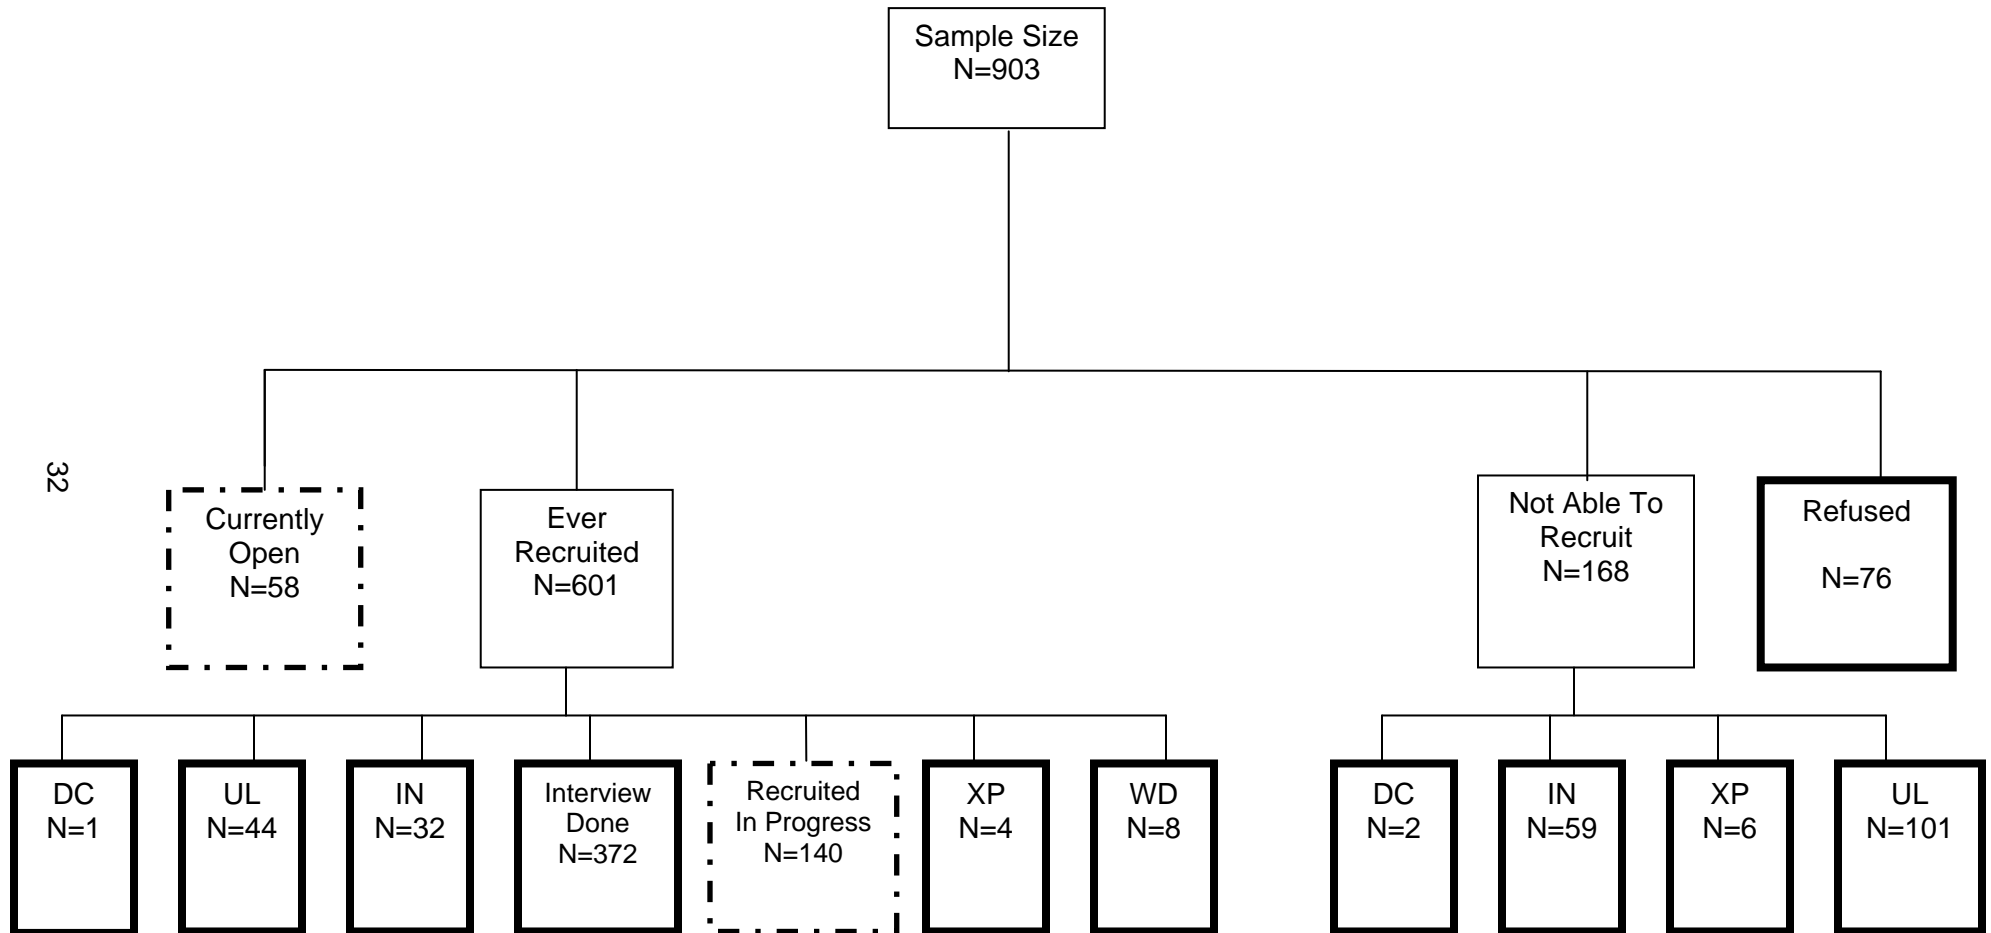 Sample Size
N=903
32
Currently
Open
N=58
Ever
Recruited
N=601
Not Able To
Recruit
N=168
Refused
N=76
DC
N=1
UL
N=44
IN
N=32
Interview
Done
N=372
Recruited
In Progress
N=140
XP
N=4
WD
N=8
DC
N=2
IN
N=59
XP
N=6
UL
N=101